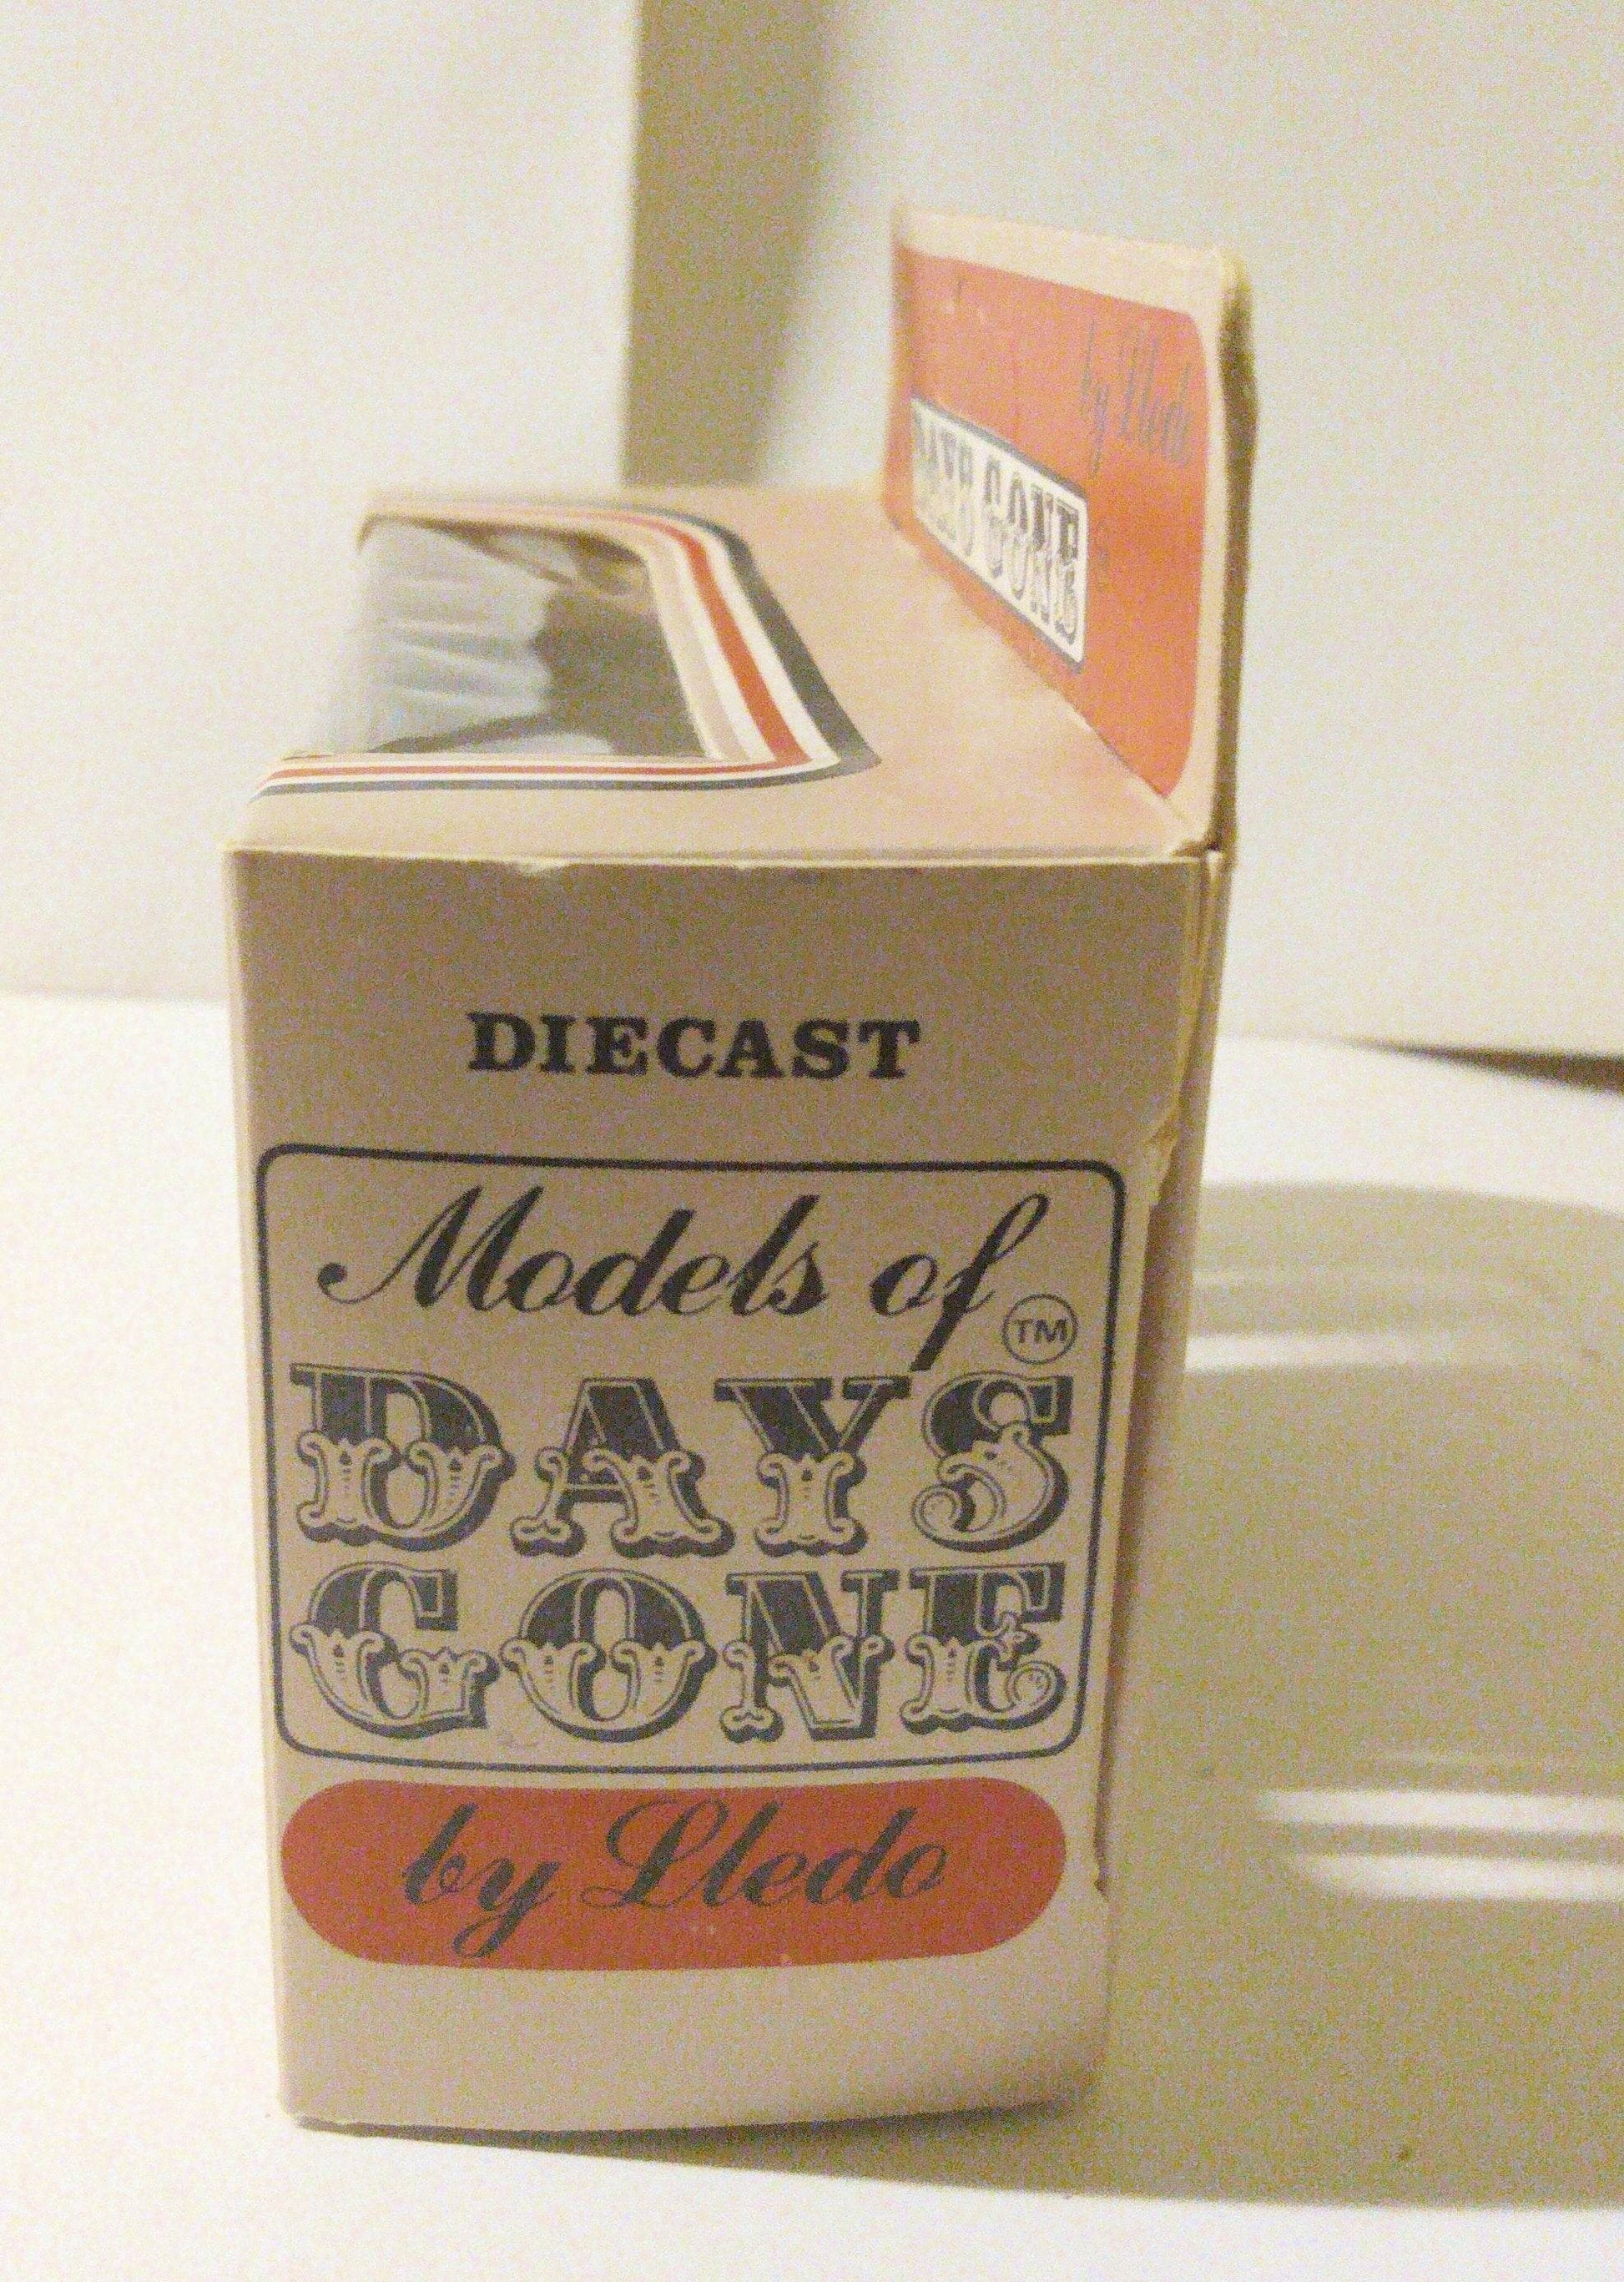 by Lledo
DAYS GONE
DIECAST
Models of
TM
DAYS
GONE
by Lledo